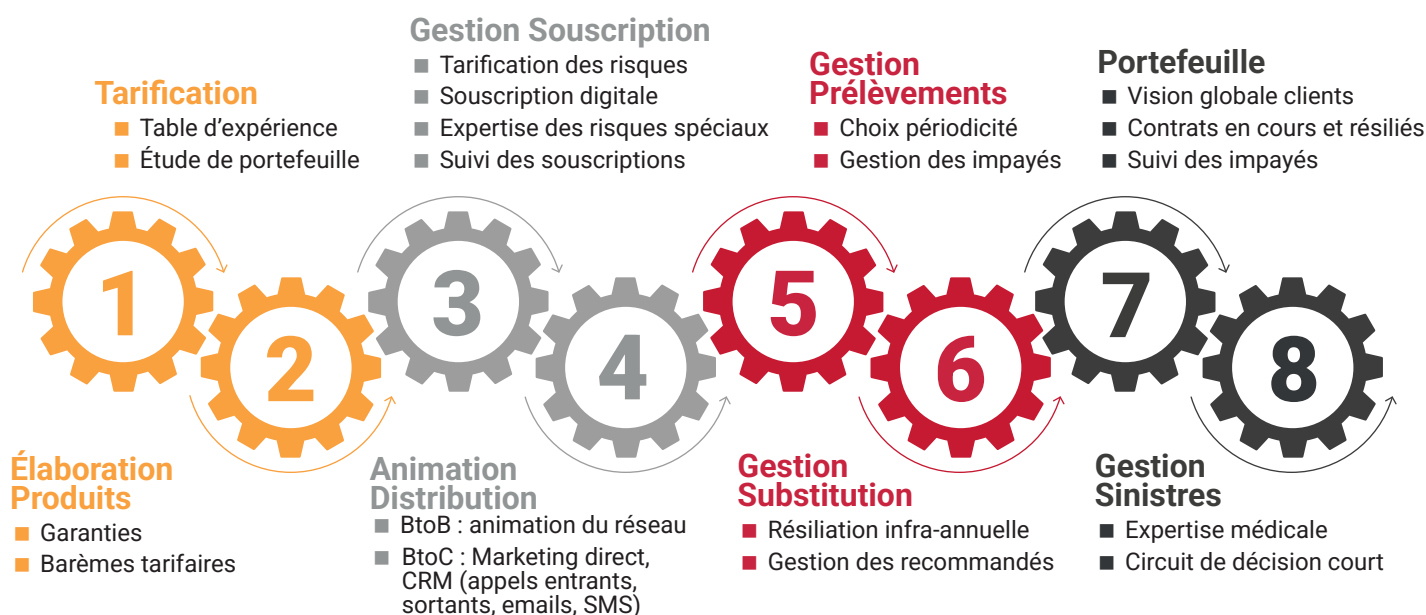 Tarification
Table d'expérience
Étude de portefeuille
Gestion Souscription
Tarification des risques
Souscription digitale
Expertise des risques spéciaux
Suivi des souscriptions
Gestion
Prélèvements
Choix périodicité
Gestion des impayés
Portefeuille
Vision globale clients
Contrats en cours et résiliés
Suivi des impayés
1
2
3
4
5
6
7
8
Élaboration
Produits
Garanties
Barèmes tarifaires
Animation
Distribution
BtoB : animation du réseau
BtoC : Marketing direct,
CRM (appels entrants,
sortants, emails, SMS)
Gestion
Substitution
Résiliation infra-annuelle
Gestion des recommandés
Gestion
Sinistres
Expertise médicale
Circuit de décision court